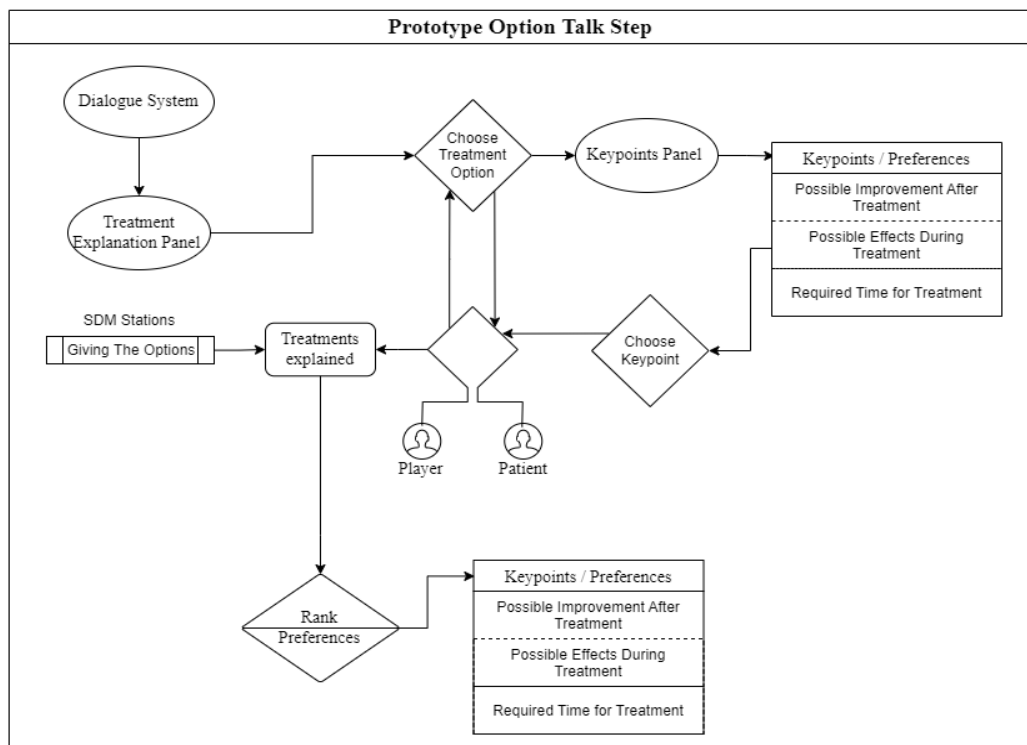 Prototype Option Talk Step
Dialogue System
Treatment
Explanation Panel
Choose
Treatment
Option
Keypoints Panel
Keypoints / Preferences
Possible Improvement After
Treatment
Possible Effects During
Treatment
Required Time for Treatment
Choose
Keypoint
SDM Stations
Giving The Options
Treatments
explained
Player
Patient
Rank
Preferences
Keypoints / Preferences
Possible Improvement After
Treatment
Possible Effects During
Treatment
Required Time for Treatment